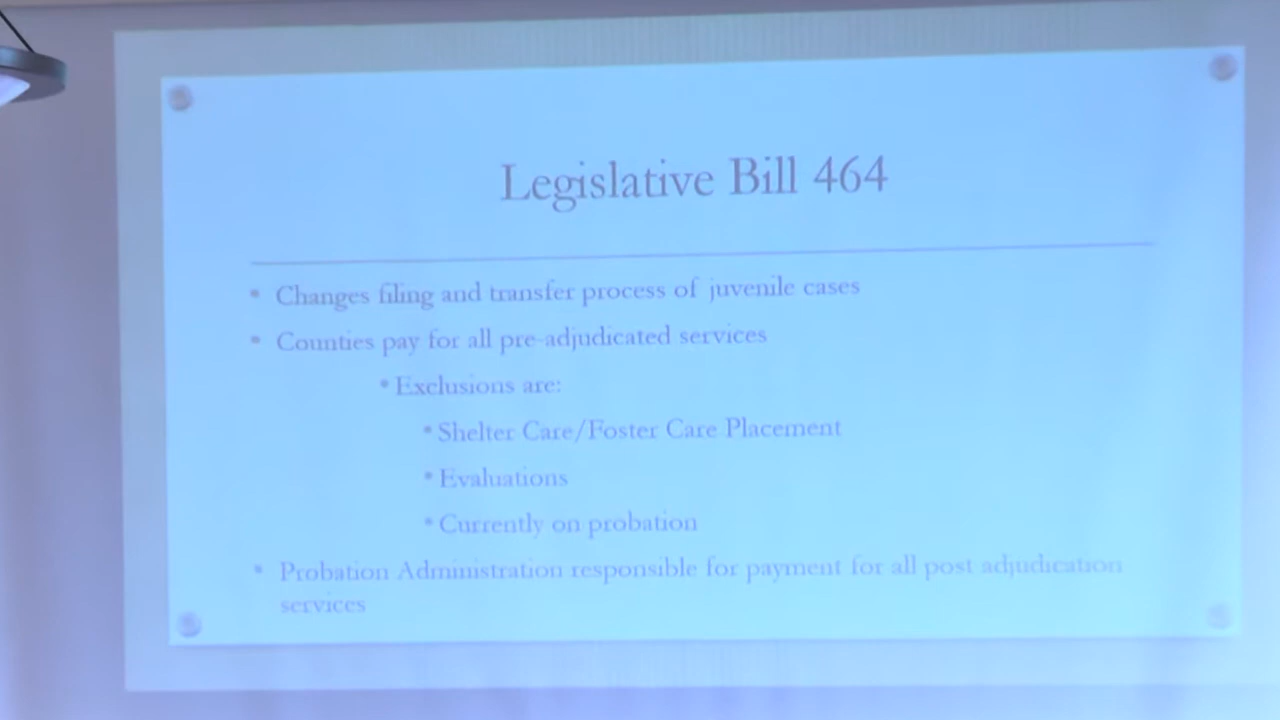 Legislative Bill 464
• Changes filing and transfer process of juvenile cases
• Counties pay for all pre-adjudicated services
• Exclusions are:
• Shelter Care/Foster Care Placement
• Evaluations
• Currently on probation
• Probation Administration responsible for payment for all post adjudication
services